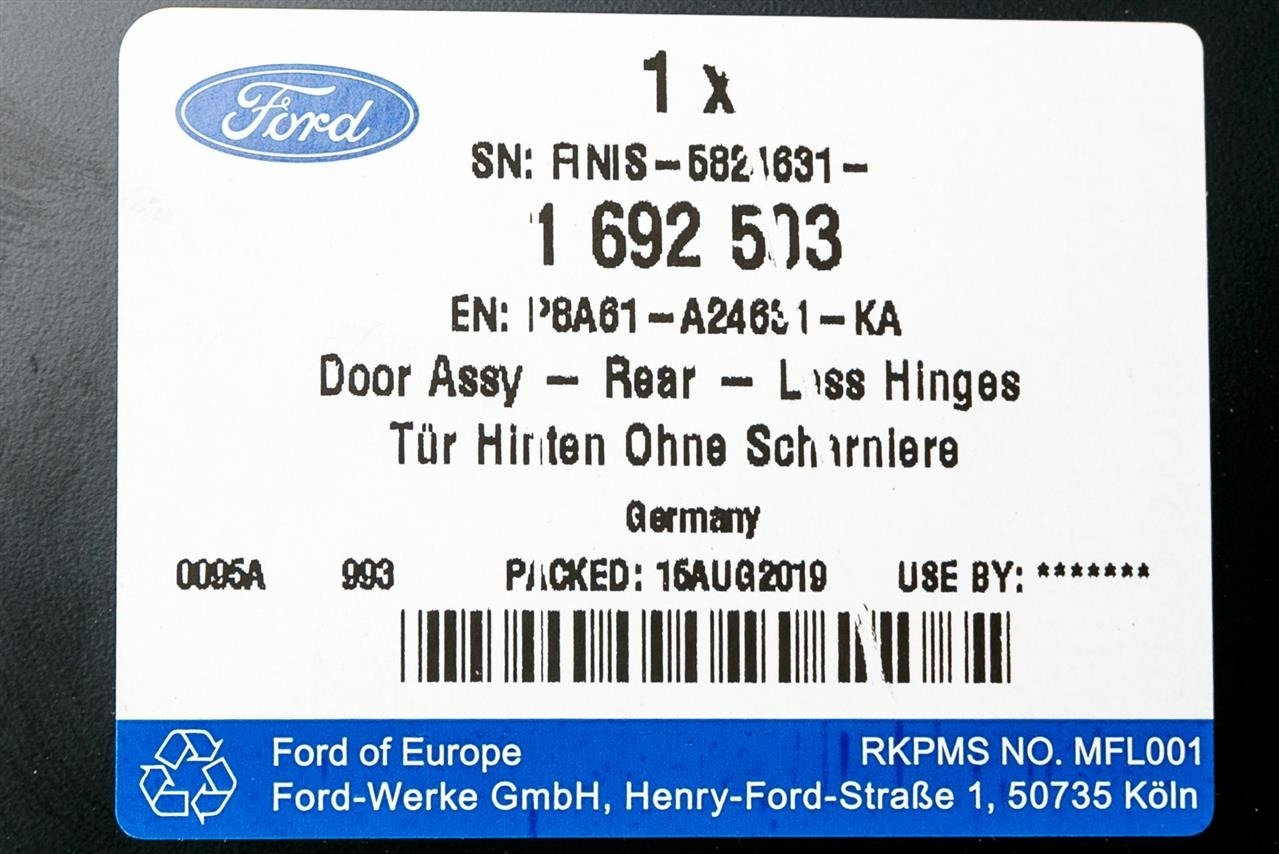 Ford
1 x
SN: FINIS-5824631-
1 692 503
EN: P8A61-A24631-KA
Door Assy - Rear - Less Hinges
Tür Hinten Ohne Scharniere
Germany
0095A 993 PACKED: 15AUG2019 USE BY: *******
Ford of Europe RKPMS NO. MFL001
Ford-Werke GmbH, Henry-Ford-Straße 1, 50735 Köln